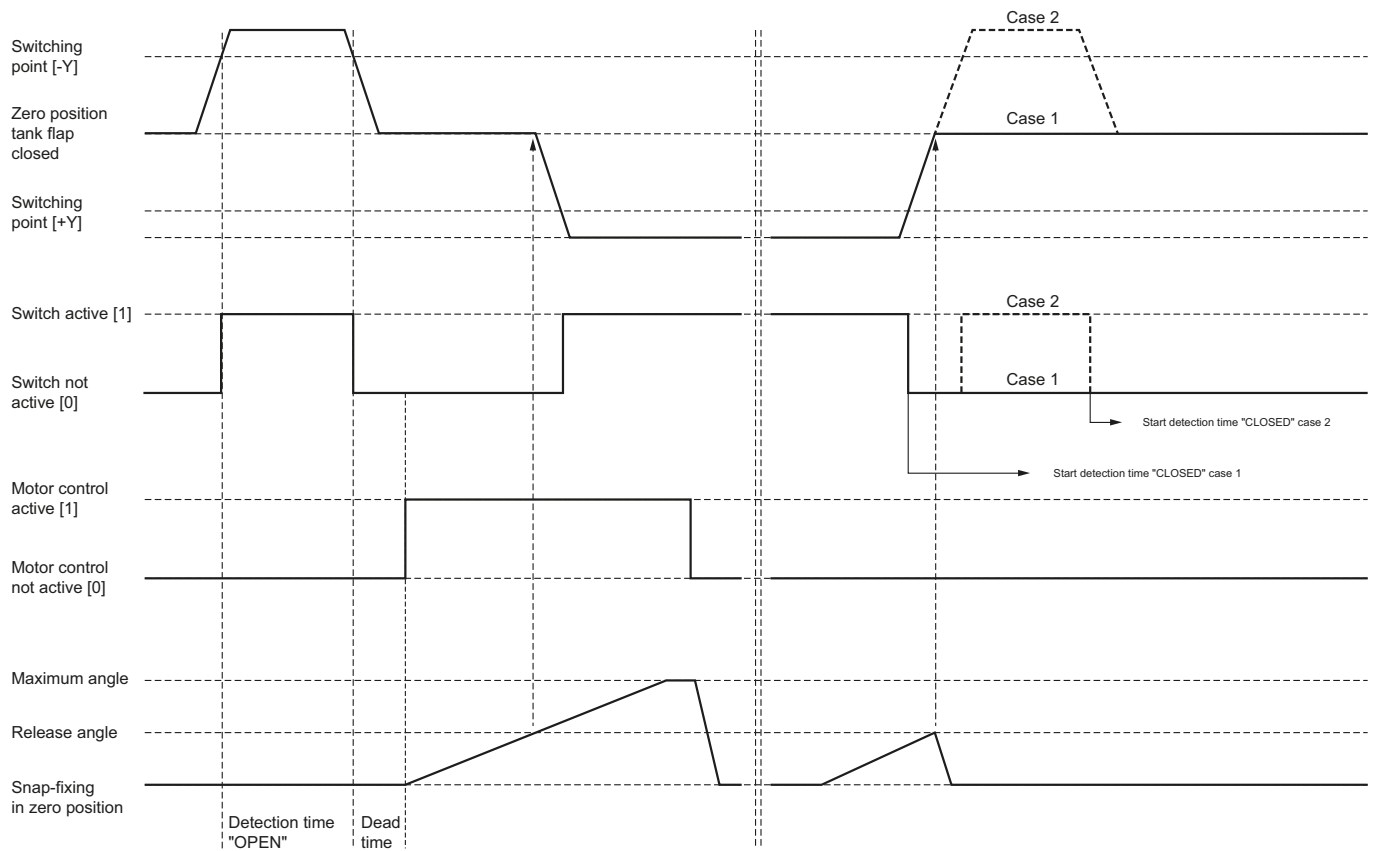 Case 2
Switching
point [-Y]
Zero position
tank flap
closed
Case 1
Switching
point [+Y]
Switch active [1]
Case 2
Switch not
active [0]
Case 1
Start detection time "CLOSED" case 2
Start detection time "CLOSED" case 1
Motor control
active [1]
Motor control
not active [0]
Maximum angle
Release angle
Snap-fixing
in zero position
Detection time
"OPEN"
Dead
time